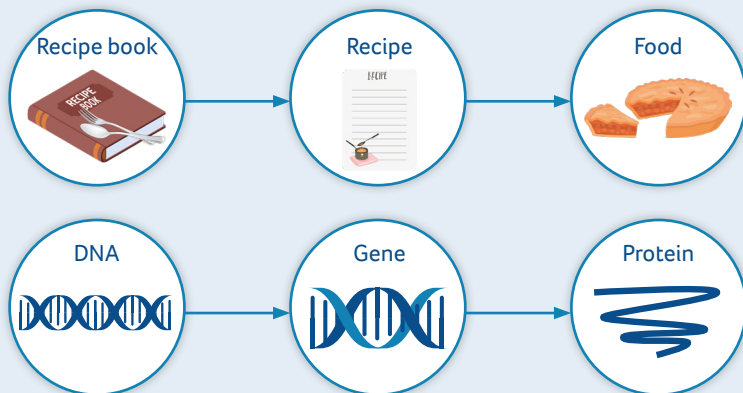 Recipe book
Recipe
Food
RECIPE
BOOK
RECIPE
DNA
Gene
Protein